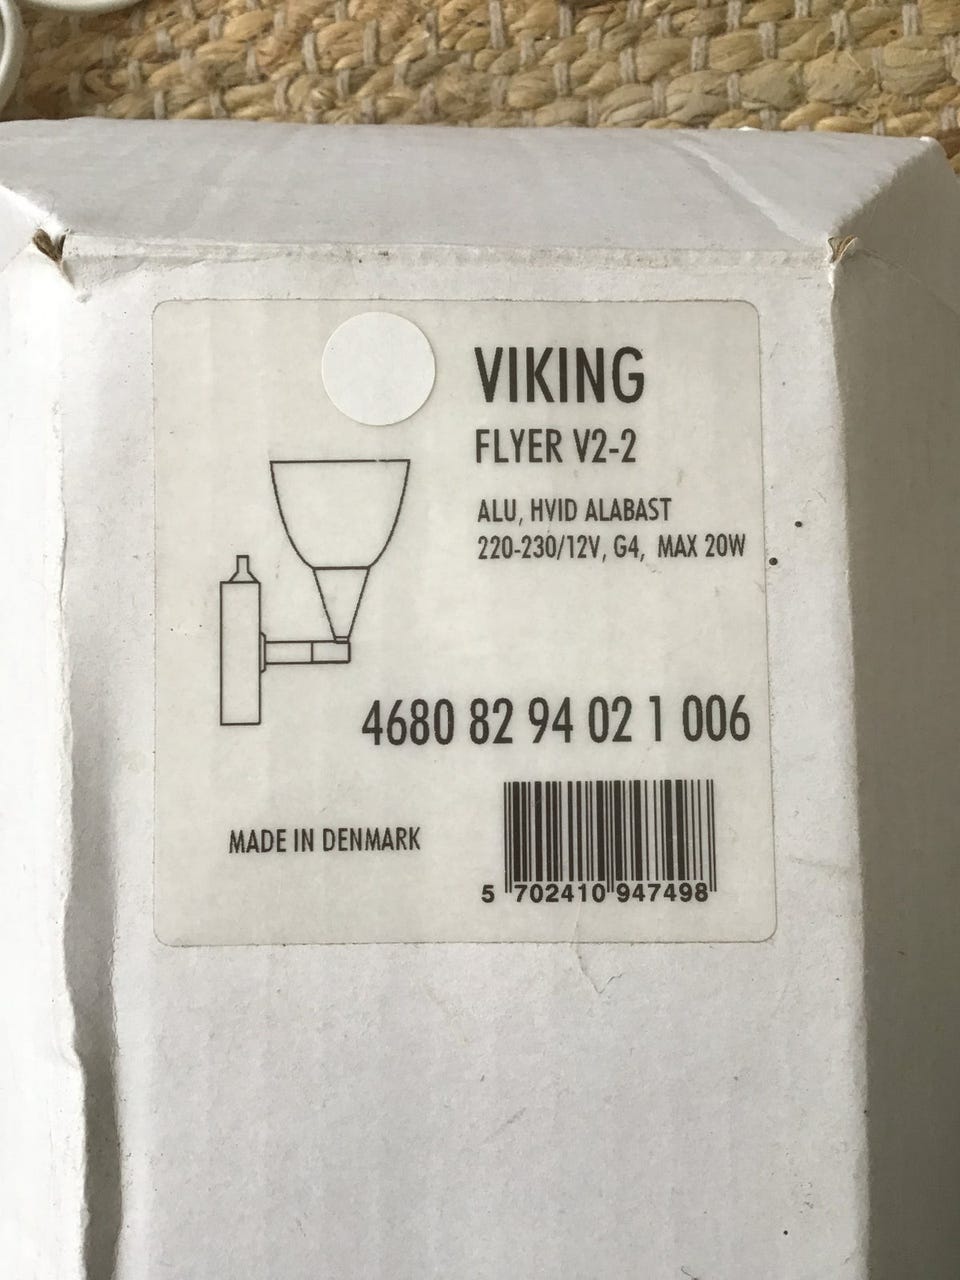 VIKING
FLYER V2-2
ALU, HVID ALABAST
220-230/12V, G4, MAX 20W
4680 82 94 02 1 006
MADE IN DENMARK
5 702410 947498